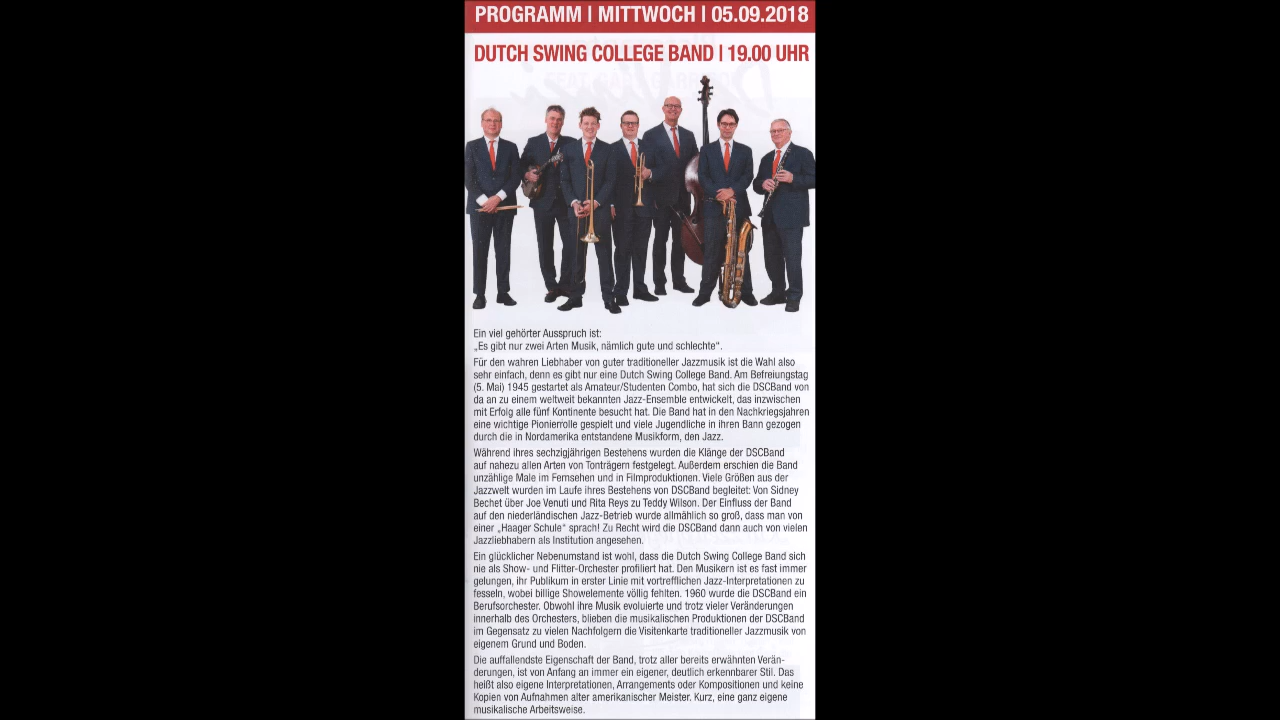 PROGRAMM | MITTWOCH | 05.09.2018
DUTCH SWING COLLEGE BAND | 19.00 UHR
Ein viel gehörter Ausspruch ist:
„Es gibt nur zwei Arten Musik, nämlich gute und schlechte“.
Für den wahren Liebhaber von guter traditioneller Jazzmusik ist die Wahl also
sehr einfach, denn es gibt nur eine Dutch Swing College Band. Am Befreiungstag
(5. Mai) 1945 gestartet als Amateur/Studenten Combo, hat sich die DSCBand von
da an zu einem weltweit bekannten Jazz-Ensemble entwickelt, das inzwischen
mit Erfolg alle fünf Kontinente besucht hat. Die Band hat in den Nachkriegsjahren
eine wichtige Pionierrolle gespielt und viele Jugendliche in ihren Bann gezogen
durch die in Nordamerika entstandene Musikform, den Jazz.
Während ihres sechzigjährigen Bestehens wurden die Klänge der DSCBand
auf nahezu allen Arten von Tonträgern festgelegt. Außerdem erschien die Band
unzählige Male im Fernsehen und in Filmproduktionen. Viele Größen aus der
Jazzwelt wurden im Laufe ihres Bestehens von DSCBand begleitet: Von Sidney
Bechet über Joe Venuti und Rita Reys zu Teddy Wilson. Der Einfluss der Band
auf den niederländischen Jazz-Betrieb wurde allmählich so groß, dass man von
einer „Haager Schule“ sprach! Zu Recht wird die DSCBand dann auch von vielen
Jazzliebhabern als Institution angesehen.
Ein glücklicher Nebenumstand ist wohl, dass die Dutch Swing College Band sich
nie als Show- und Flitter-Orchester profiliert hat. Den Musikern ist es fast immer
gelungen, ihr Publikum in erster Linie mit vortrefflichen Jazz-Interpretationen zu
fesseln, wobei billige Showelemente völlig fehlten. 1960 wurde die DSCBand ein
Berufsorchester. Obwohl ihre Musik evoluierte und trotz vieler Veränderungen
innerhalb des Orchesters, blieben die musikalischen Produktionen der DSCBand
im Gegensatz zu vielen Nachfolgern die Visitenkarte traditioneller Jazzmusik von
eigenem Grund und Boden.
Die auffallendste Eigenschaft der Band, trotz aller bereits erwähnten Verän-
derungen, ist von Anfang an immer ein eigener, deutlich erkennbarer Stil. Das
heißt also eigene Interpretationen, Arrangements oder Kompositionen und keine
Kopien von Aufnahmen alter amerikanischer Meister. Kurz, eine ganz eigene
musikalische Arbeitsweise.